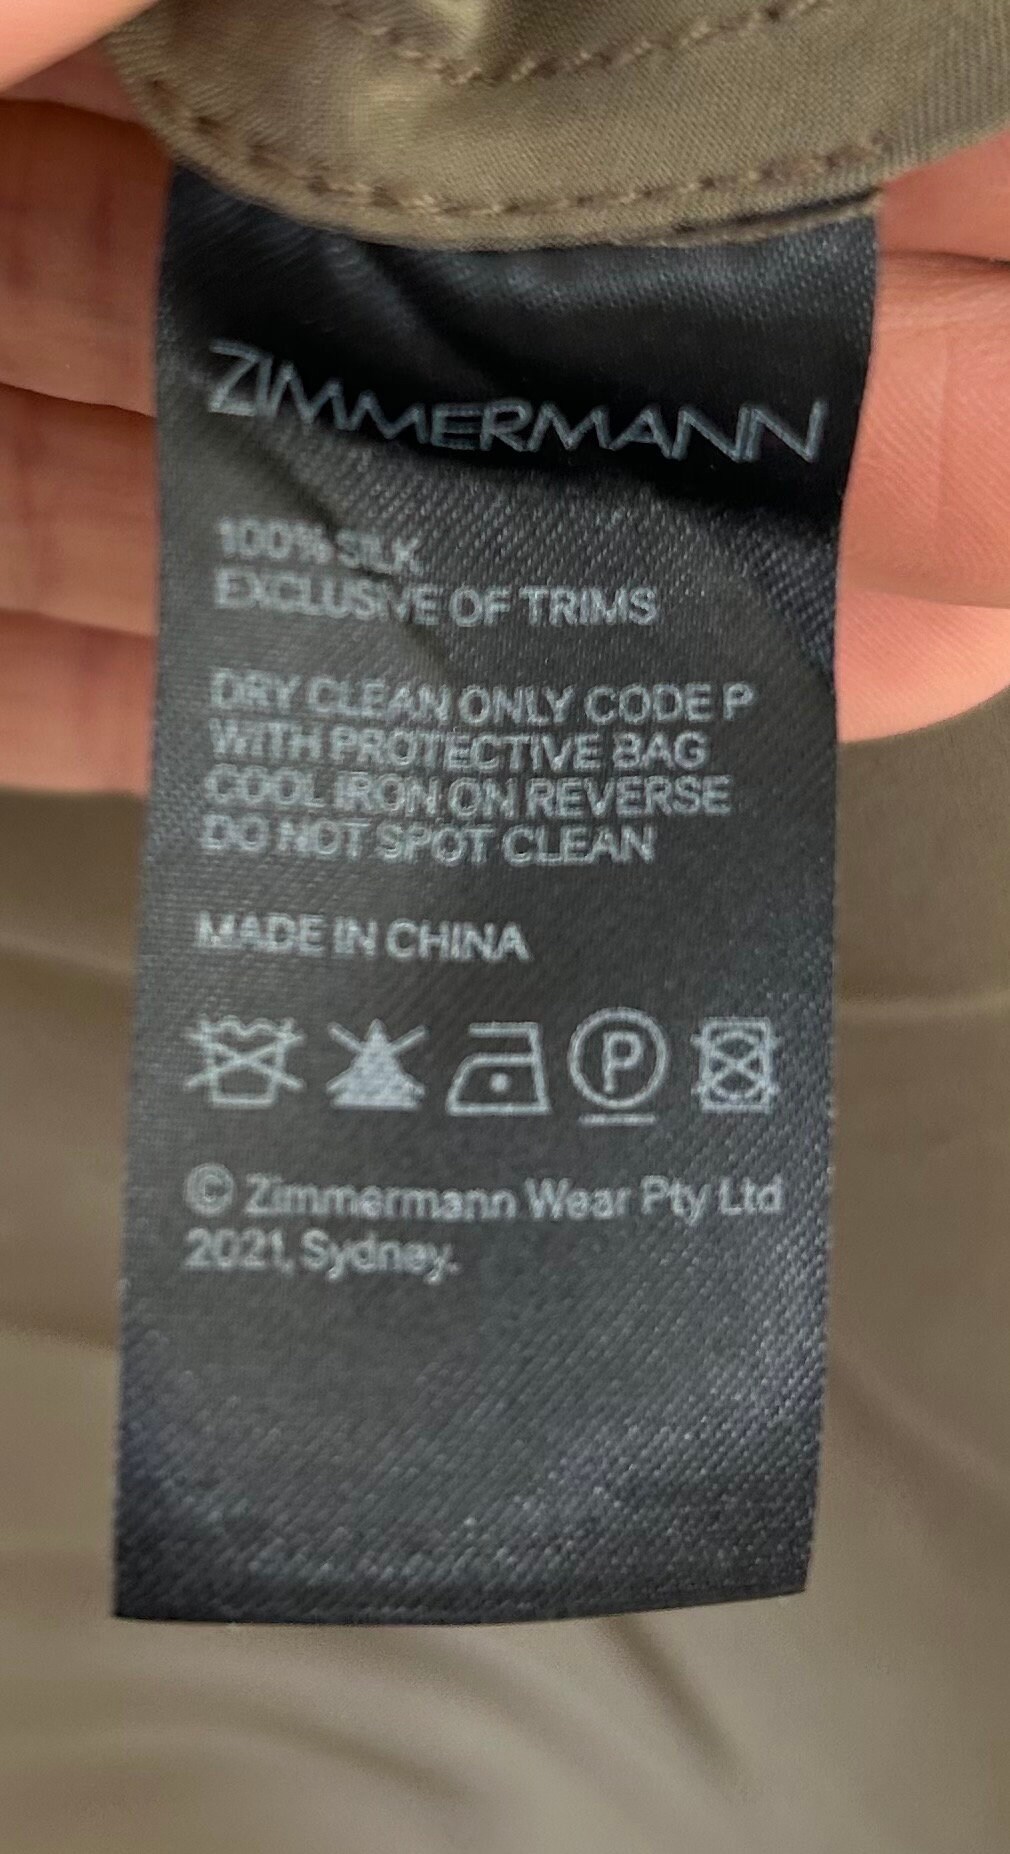 ZIMMERMANN
100% SILK
EXCLUSIVE OF TRIMS
DRY CLEAN ONLY CODE P
WITH PROTECTIVE BAG
COOL IRON ON REVERSE
DO NOT SPOT CLEAN
MADE IN CHINA
P
© Zimmermann Wear Pty Ltd
2021, Sydney.